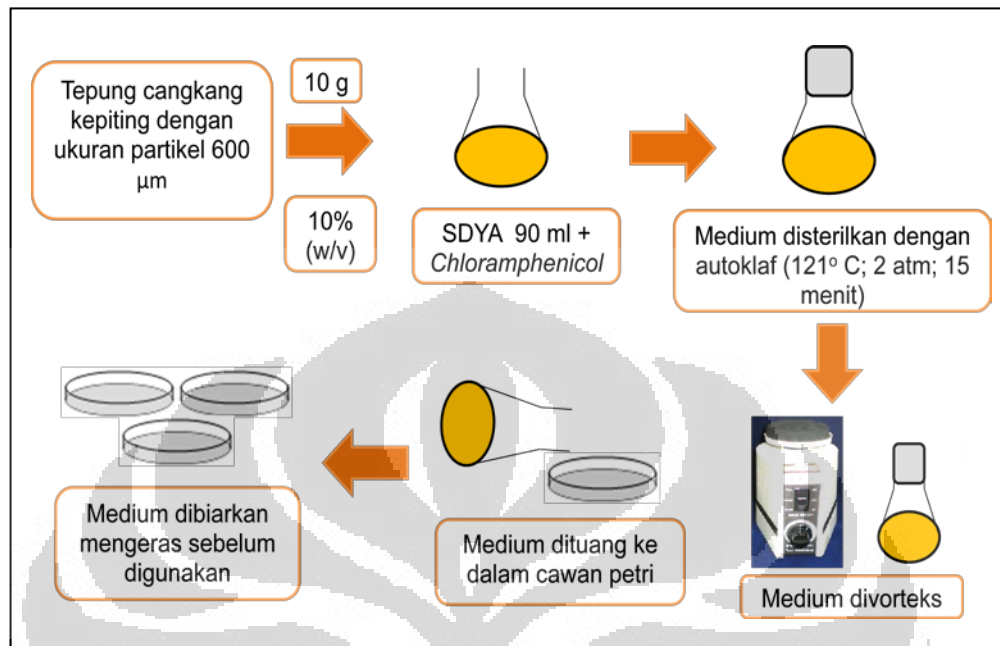 Tepung cangkang
kepiting dengan
ukuran partikel 600
µm
10 g
10%
(w/v)
SDYA 90 ml +
Chloramphenicol
Medium disterilkan dengan
autoklaf (121° C; 2 atm; 15
menit)
Medium divorteks
Medium dituang ke
dalam cawan petri
Medium dibiarkan
mengeras sebelum
digunakan